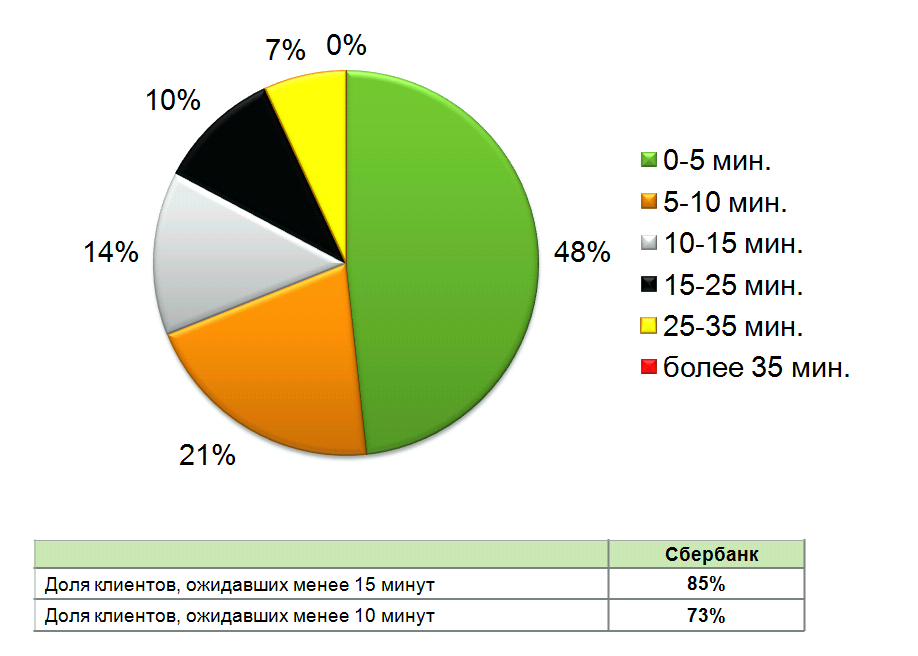 7% 0%
10%
0-5 мин.
5-10 мин.
14% 48% 10-15 мин.
15-25 мин.
25-35 мин.
более 35 мин.
21%
Сбербанк
Доля клиентов, ожидавших менее 15 минут 85%
Доля клиентов, ожидавших менее 10 минут 73%